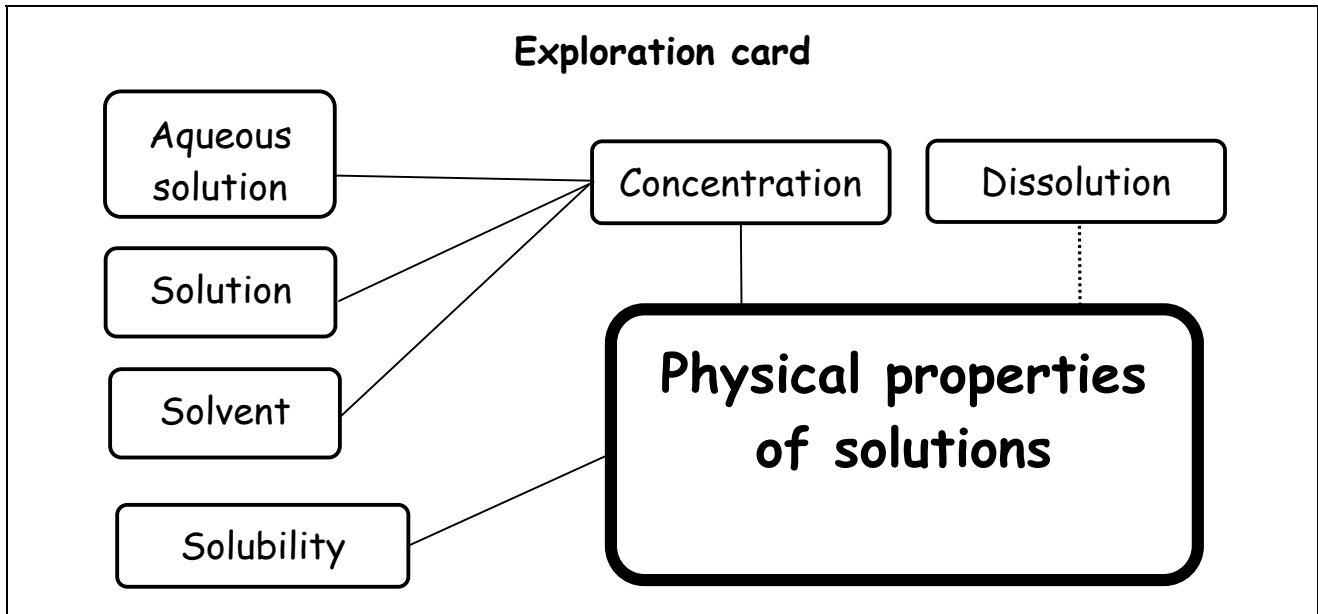 Exploration card
Aqueous
solution
Concentration
Dissolution
Solution
Solvent
Solubility
Physical properties
of solutions